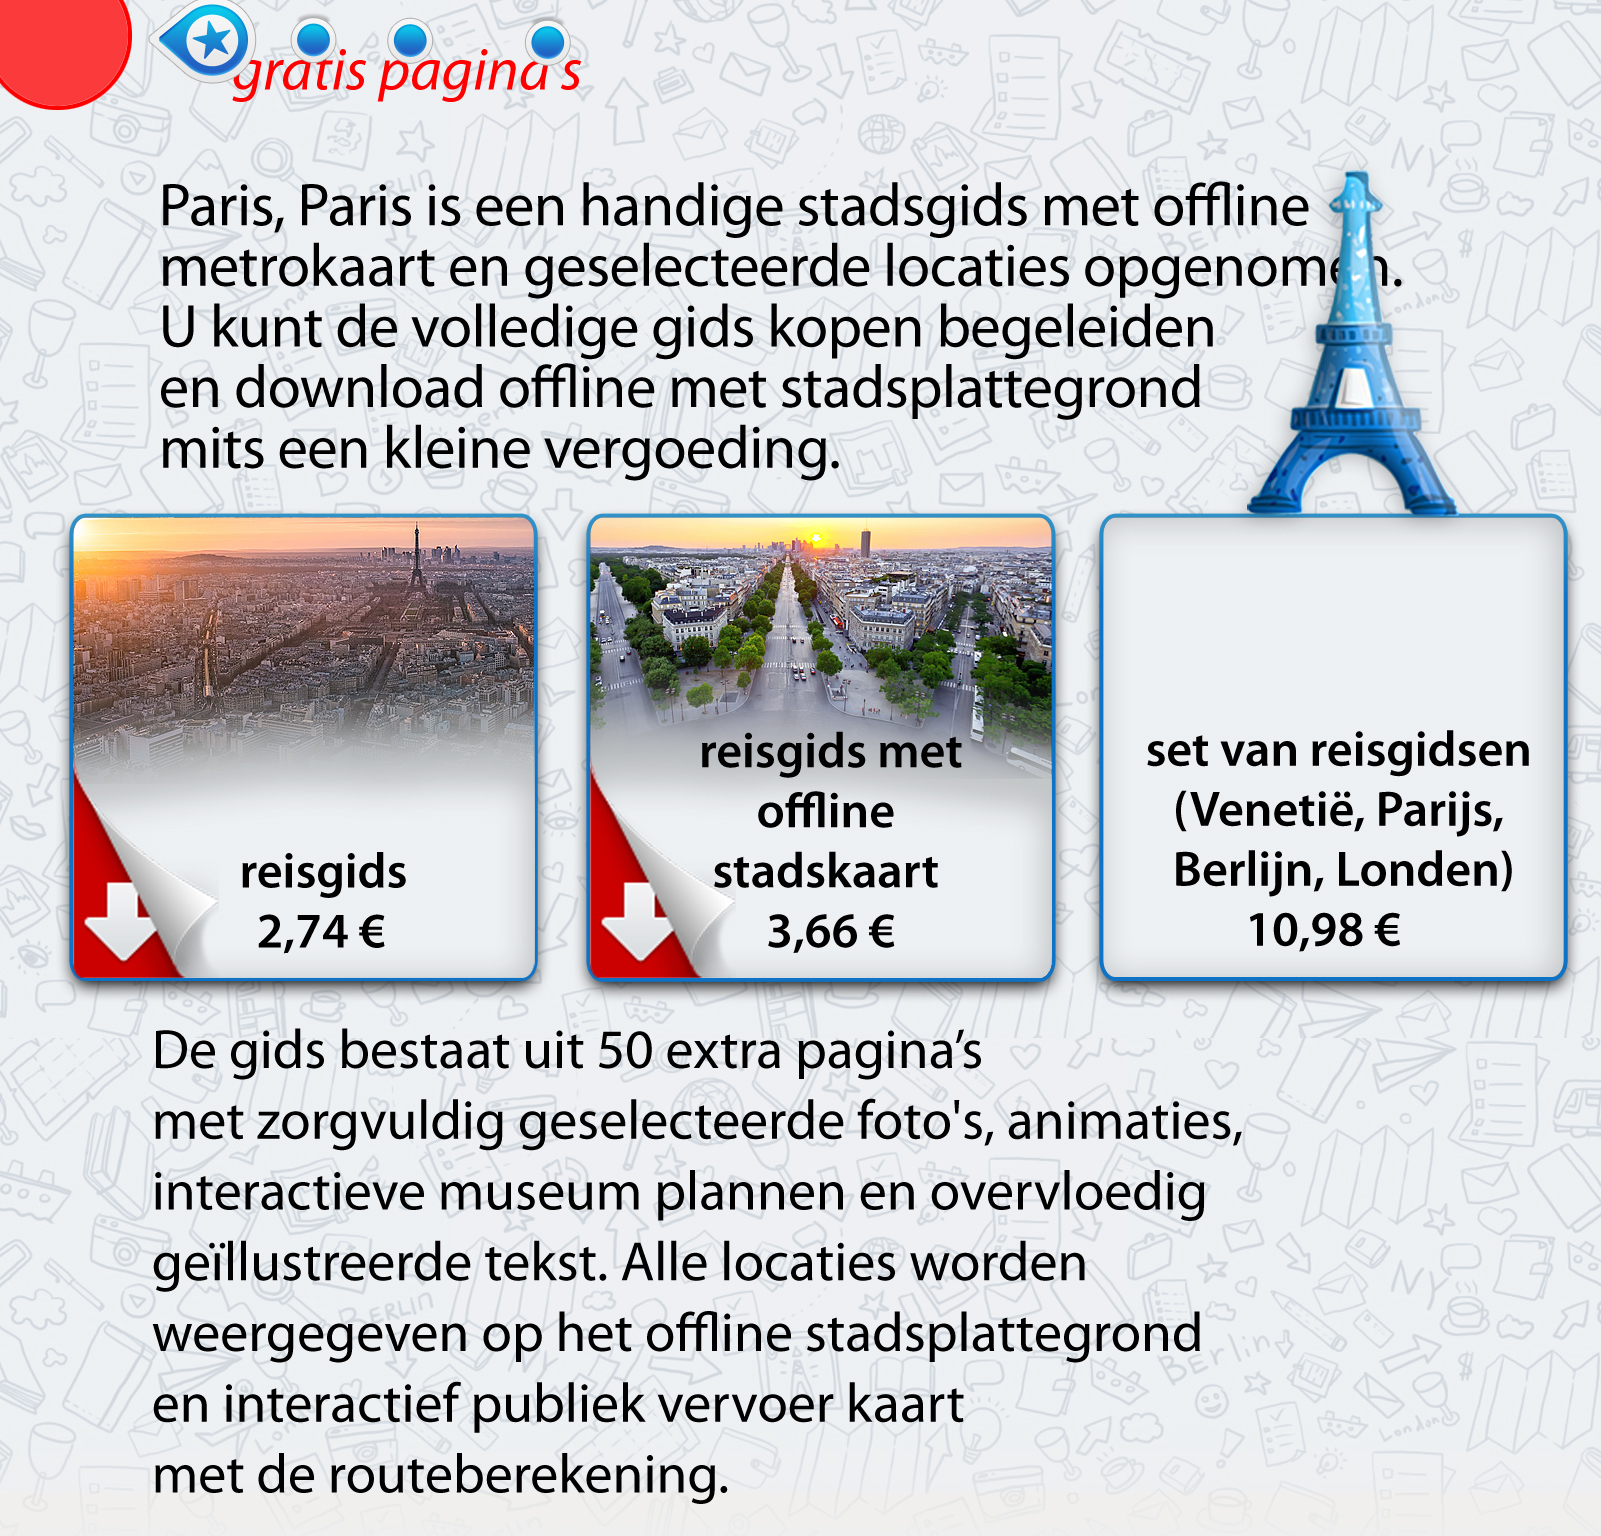 gratis pagina's
Paris, Paris is een handige stadsgids met offline
metrokaart en geselecteerde locaties opgenomen.
U kunt de volledige gids kopen begeleiden
en download offline met stadsplattegrond
mits een kleine vergoeding.
reisgids
2,74 €
reisgids met
offline
stadskaart
3,66 €
set van reisgidsen
(Venetië, Parijs,
Berlijn, Londen)
10,98 €
De gids bestaat uit 50 extra pagina’s
met zorgvuldig geselecteerde foto's, animaties,
interactieve museum plannen en overvloedig
geïllustreerde tekst. Alle locaties worden
weergegeven op het offline stadsplattegrond
en interactief publiek vervoer kaart
met de routeberekening.